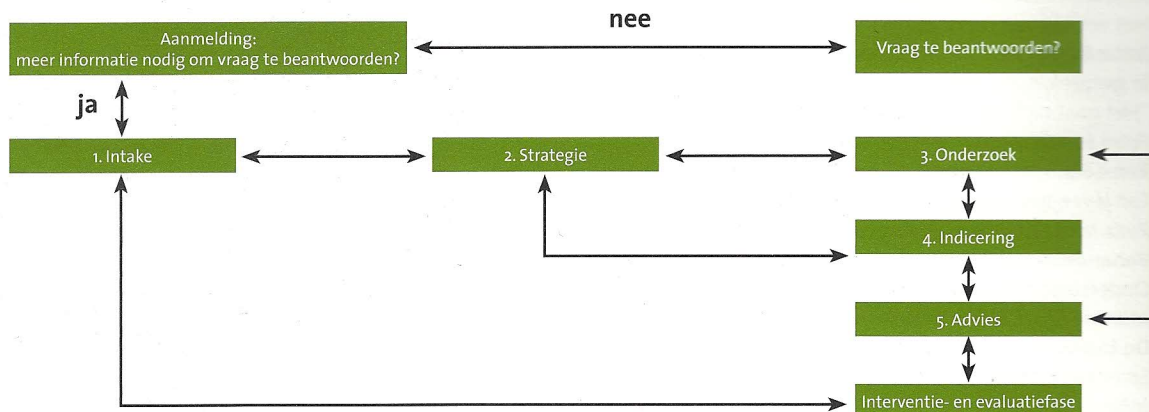 nee
Aanmelding:
meer informatie nodig om vraag te beantwoorden?
Vraag te beantwoorden?
ja
1. Intake
2. Strategie
3. Onderzoek
4. Indicering
5. Advies
Interventie- en evaluatiefase